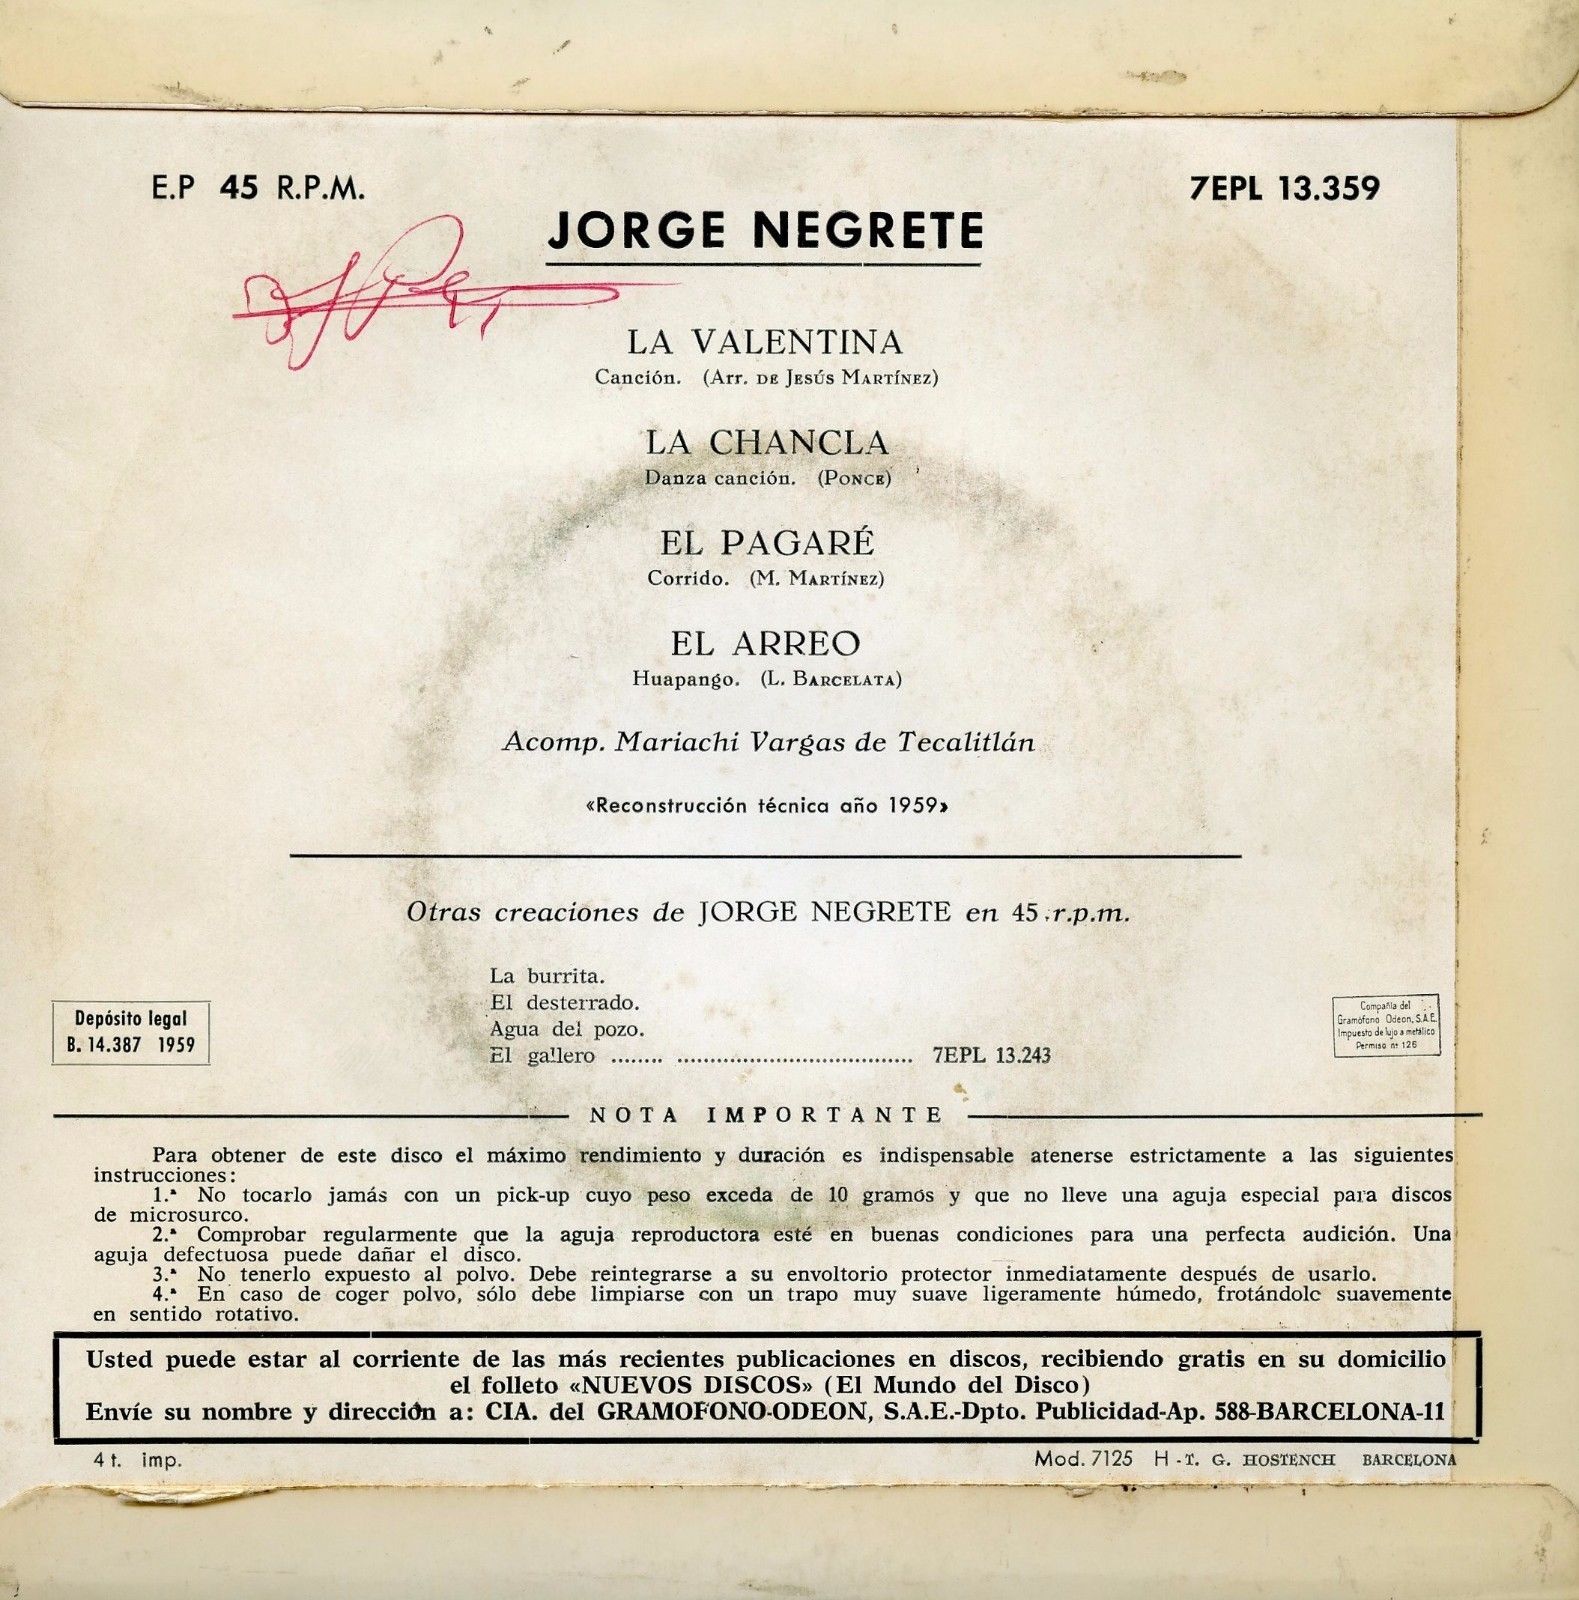 E.P 45 R.P.M.
7EPL 13.359
JORGE NEGRETE
LA VALENTINA
Canción. (Arr. de Jesús Martínez)
LA CHANCLA
Danza canción. (Ponce)
EL PAGARÉ
Corrido. (M. Martínez)
EL ARREO
Huapango. (L. Barcelata)
Acomp. Mariachi Vargas de Tecalitlán
«Reconstrucción técnica año 1959»
Otras creaciones de JORGE NEGRETE en 45 r.p.m.
La burrita.
El desterrado.
Agua del pozo.
El gallero ........ .................................... 7EPL 13.243
Depósito legal
B. 14.387 1959
Compañía del
Gramófono Odeon, S.A.E.
Impuesto de lujo a metálico
Permiso nº 126
NOTA IMPORTANTE
Para obtener de este disco el máximo rendimiento y duración es indispensable atenerse estrictamente a las siguientes
instrucciones:
1.ª No tocarlo jamás con un pick-up cuyo peso exceda de 10 gramos y que no lleve una aguja especial para discos
de microsurco.
2.ª Comprobar regularmente que la aguja reproductora esté en buenas condiciones para una perfecta audición. Una
aguja defectuosa puede dañar el disco.
3.ª No tenerlo expuesto al polvo. Debe reintegrarse a su envoltorio protector inmediatamente después de usarlo.
4.ª En caso de coger polvo, sólo debe limpiarse con un trapo muy suave ligeramente húmedo, frotándole suavemente
en sentido rotativo.
Usted puede estar al corriente de las más recientes publicaciones en discos, recibiendo gratis en su domicilio
el folleto «NUEVOS DISCOS» (El Mundo del Disco)
Envíe su nombre y dirección a: CIA. del GRAMOFONO-ODEON, S.A.E.-Dpto. Publicidad-Ap. 588-BARCELONA-11
4 t. imp.
Mod. 7125 H - T. G. HOSTENCH BARCELONA